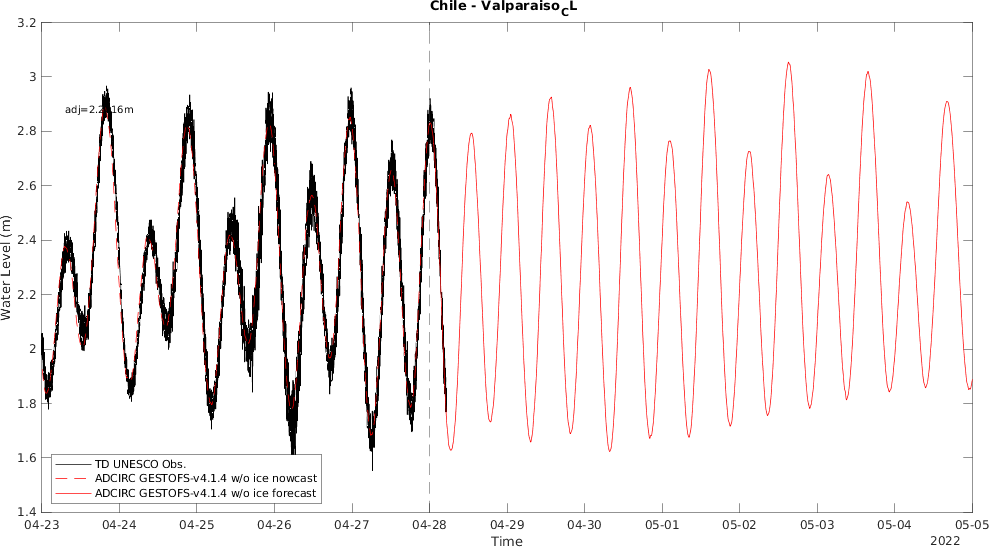 Chile - Valparaiso_CL
3.2
3
2.8
2.6
2.4
2.2
2
1.8
1.6
1.4
Water Level (m)
TD UNESCO Obs.
ADCIRC GESTOFS-v4.1.4 w/o ice nowcast
ADCIRC GESTOFS-v4.1.4 w/o ice forecast
04-23 04-24 04-25 04-26 04-27 04-28 04-29 04-30 05-01 05-02 05-03 05-04 05-05
Time
2022